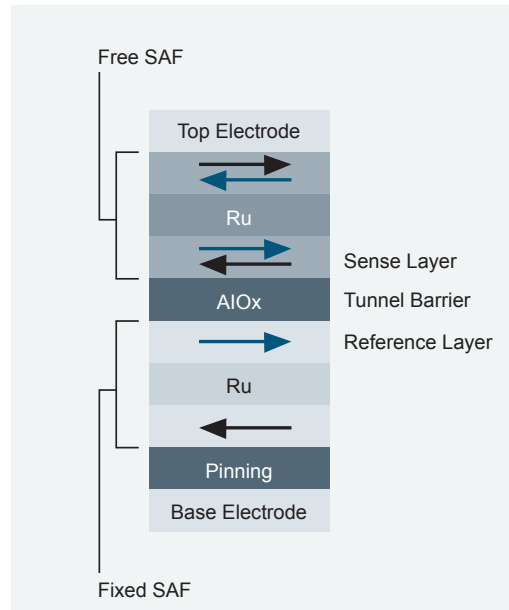 Free SAF
Top Electrode
Ru
Sense Layer
AlOx
Tunnel Barrier
Reference Layer
Ru
Pinning
Base Electrode
Fixed SAF